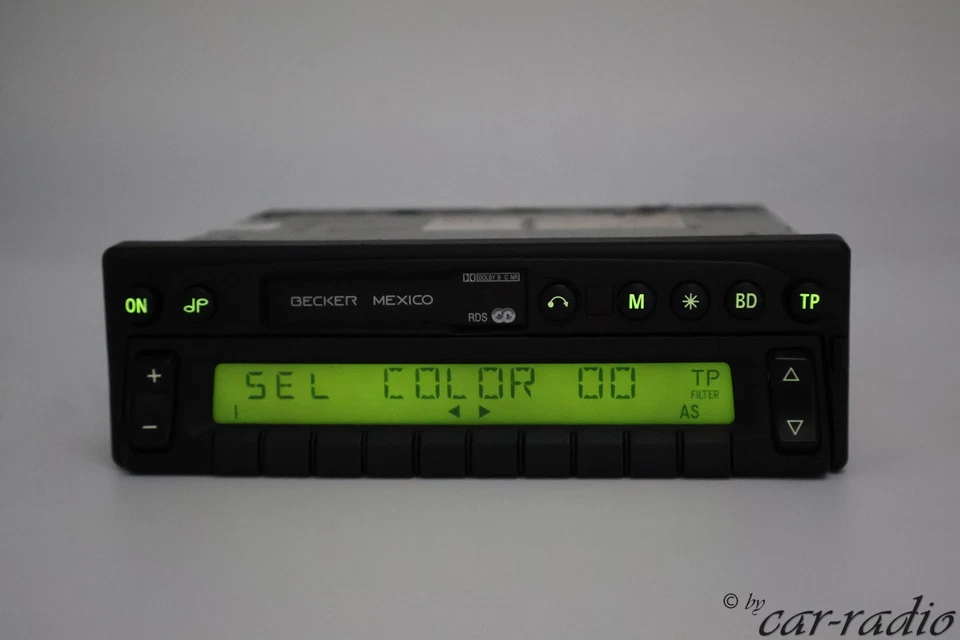 DOLBY B·C NR
BECKER MEXICO
RDS
ON
M
BD
TP
+
−
SEL COLOR 00
TP
FILTER
AS
© by
car-radio